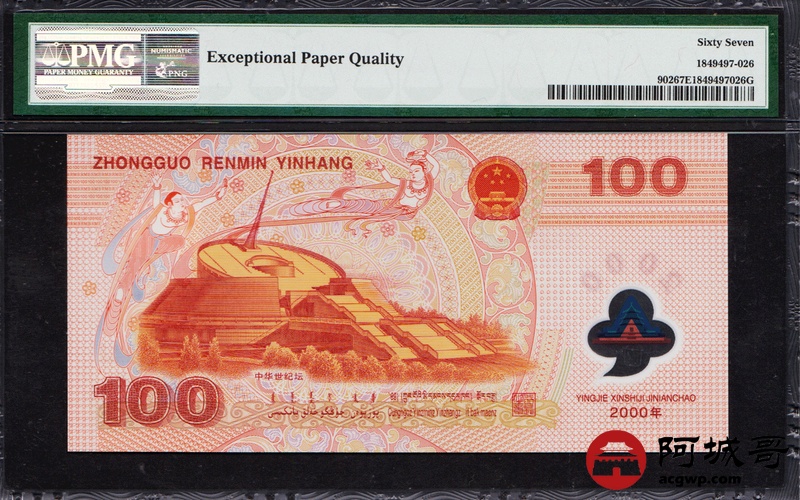 PMG
PAPER MONEY GUARANTY
NUMISMATIC
PNG
Exceptional Paper Quality
Sixty Seven
1849497-026
90267E1849497026G
ZHONGGUO RENMIN YINHANG
100
中华世纪坛
100
YINGJIE XINSHIJI JINIANCHAO
2000年
阿城哥
acgwp.com